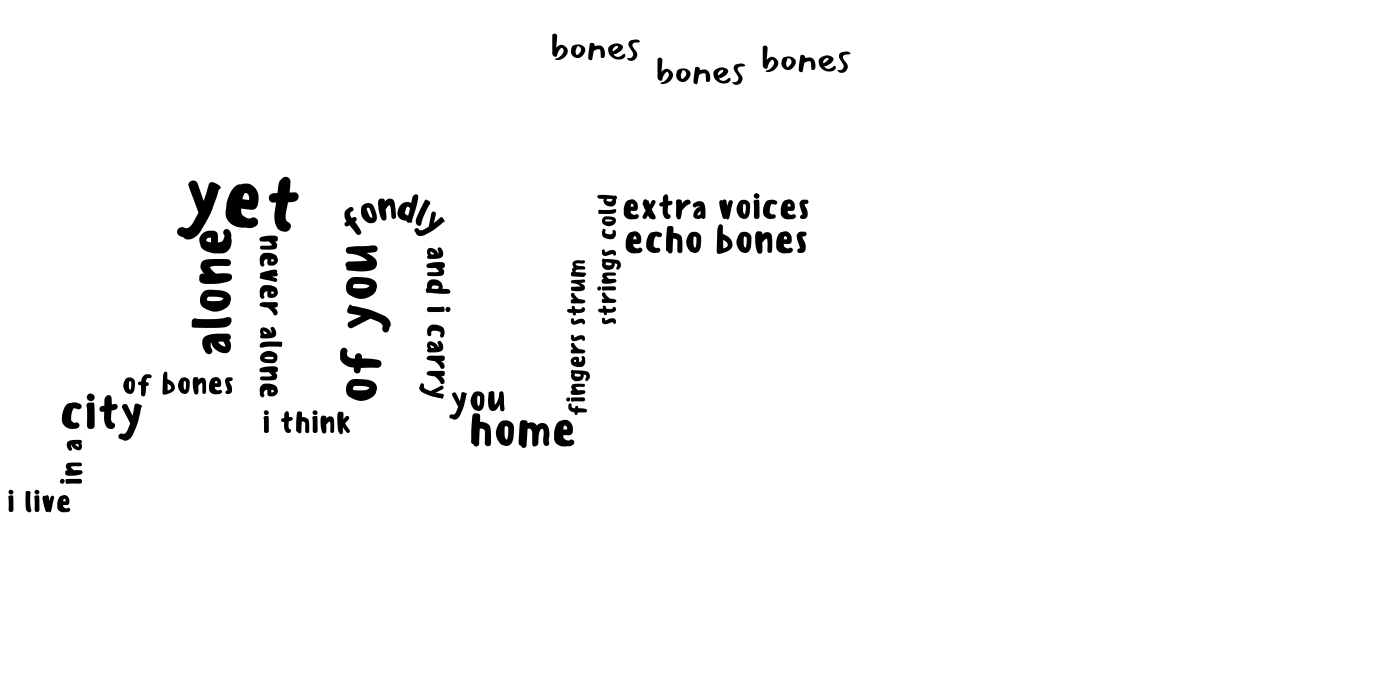 bones bones bones
i live
in a
city
of bones
alone
yet
never alone
i think
of you
fondly
and i carry
you
home
fingers strum
strings cold
extra voices
echo bones